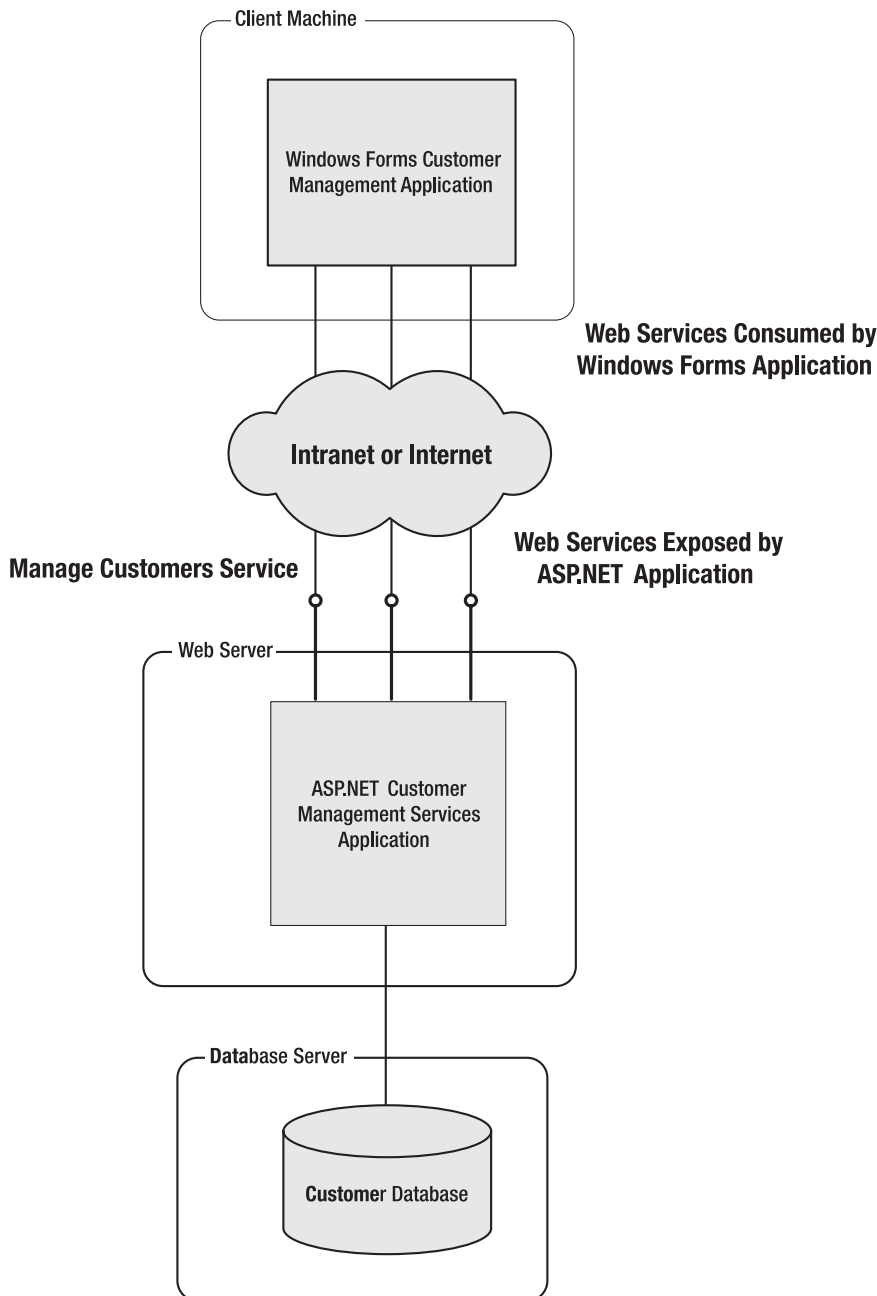 Client Machine
Windows Forms Customer
Management Application
Web Services Consumed by
Windows Forms Application
Intranet or Internet
Web Services Exposed by
ASP.NET Application
Manage Customers Service
Web Server
ASP.NET Customer
Management Services
Application
Database Server
Customer Database